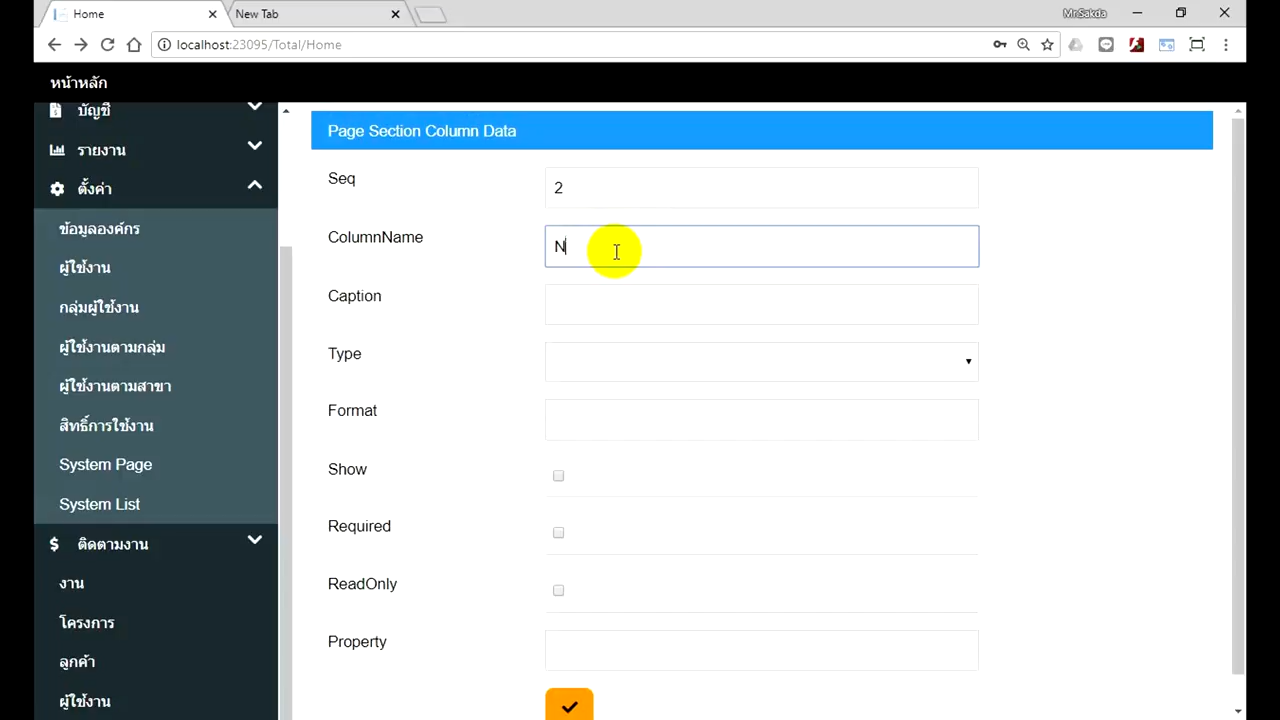 Home
New Tab
MrSakda
localhost:23095/Total/Home
หน้าหลัก
บัญชี
รายงาน
ตั้งค่า
ข้อมูลองค์กร
ผู้ใช้งาน
กลุ่มผู้ใช้งาน
ผู้ใช้งานตามกลุ่ม
ผู้ใช้งานตามสาขา
สิทธิ์การใช้งาน
System Page
System List
ติดตามงาน
งาน
โครงการ
ลูกค้า
ผู้ใช้งาน
Page Section Column Data
Seq
2
ColumnName
N
Caption
Type
Format
Show
Required
ReadOnly
Property